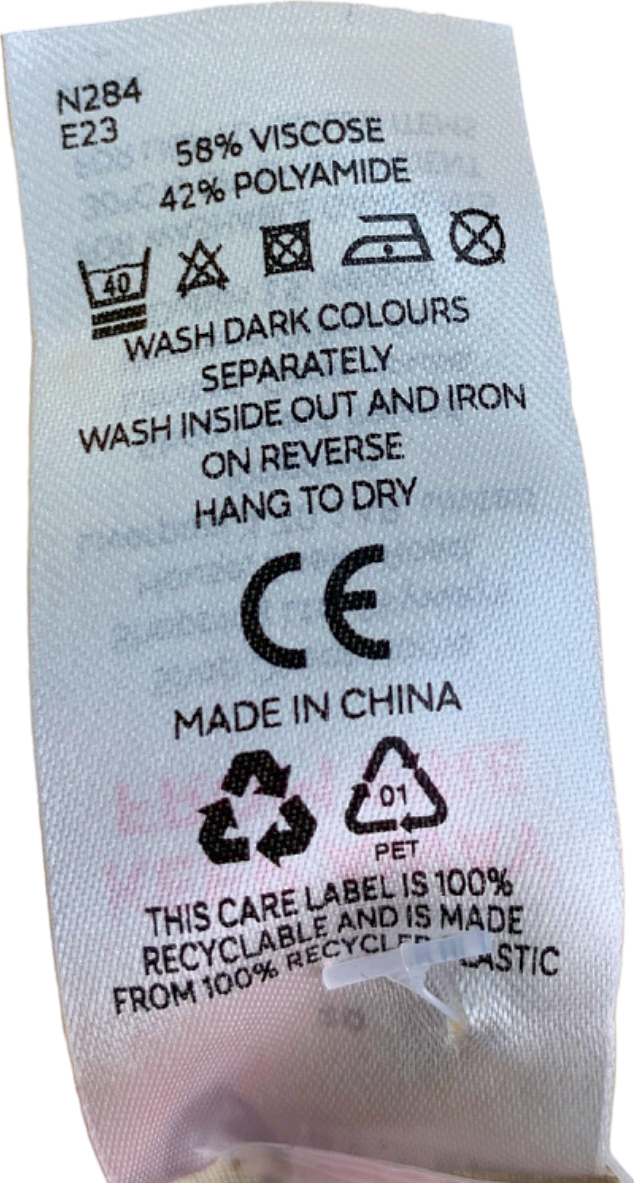 N284
E23
58% VISCOSE
42% POLYAMIDE
40
WASH DARK COLOURS
SEPARATELY
WASH INSIDE OUT AND IRON
ON REVERSE
HANG TO DRY
CE
MADE IN CHINA
01
PET
THIS CARE LABEL IS 100%
RECYCLABLE AND IS MADE
FROM 100% RECYCLED PLASTIC